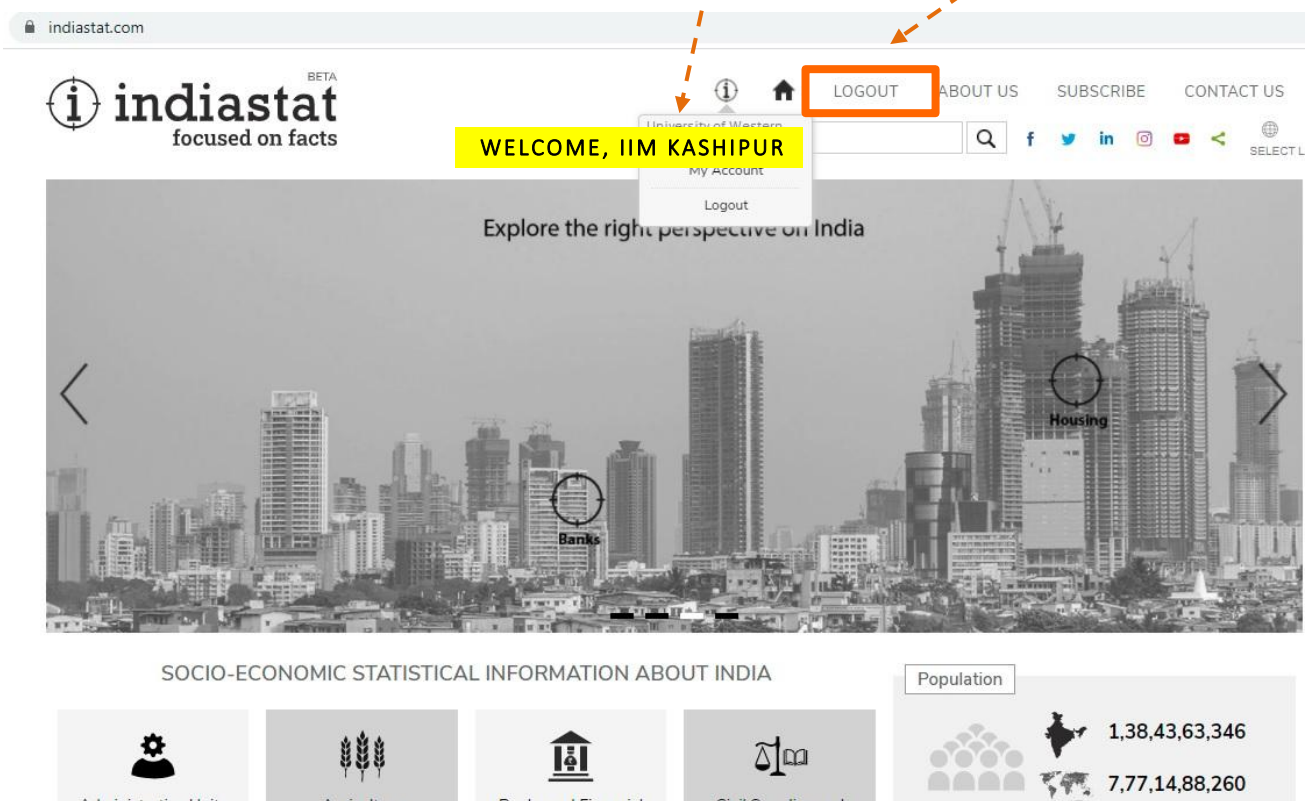 indiastat.com
BETA
indiastat
focused on facts
LOGOUT ABOUT US SUBSCRIBE CONTACT US
University of Western
WELCOME, IIM KASHIPUR
SELECT L
My Account
Logout
Explore the right perspective on India
Housing
Banks
SOCIO-ECONOMIC STATISTICAL INFORMATION ABOUT INDIA
Population
1,38,43,63,346
7,77,14,88,260